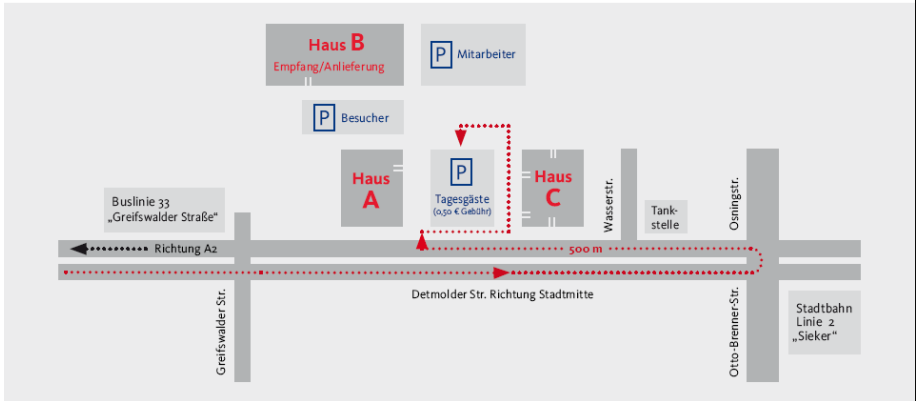 Haus B
Empfang/Anlieferung
P Mitarbeiter
P Besucher
Haus
A
P
Tagesgäste
(0,50 € Gebühr)
Haus
C
Wasserstr.
Tank-
stelle
Osningstr.
Buslinie 33
„Greifswalder Straße“
Richtung A2
500 m
Detmolder Str. Richtung Stadtmitte
Greifswalder Str.
Otto-Brenner-Str.
Stadtbahn
Linie 2
„Sieker“